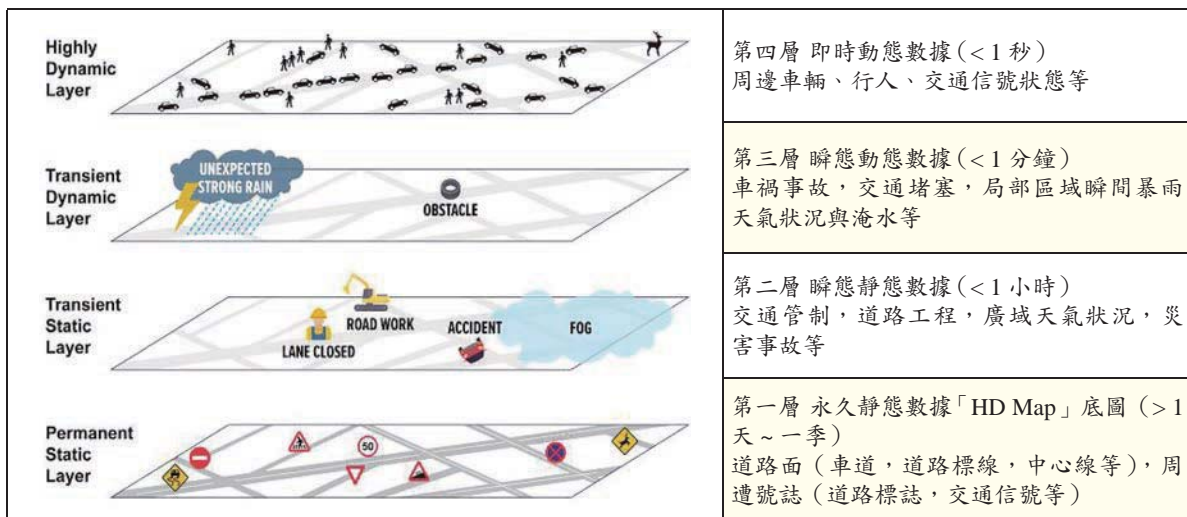 Highly
Dynamic
Layer
第四層 即時動態數據(< 1 秒)
周邊車輛、行人、交通信號狀態等
Transient
Dynamic
Layer
UNEXPECTED
STRONG RAIN
OBSTACLE
第三層 瞬態動態數據(< 1 分鐘)
車禍事故,交通堵塞,局部區域瞬間暴雨
天氣狀況與淹水等
Transient
Static
Layer
ROAD WORK
LANE CLOSED
ACCIDENT
FOG
第二層 瞬態靜態數據(< 1 小時)
交通管制,道路工程,廣域天氣狀況,災
害事故等
Permanent
Static
Layer
50
第一層 永久靜態數據「HD Map」底圖(> 1
天 ~ 一季)
道路面(車道,道路標線,中心線等),周
遭號誌(道路標誌,交通信號等)